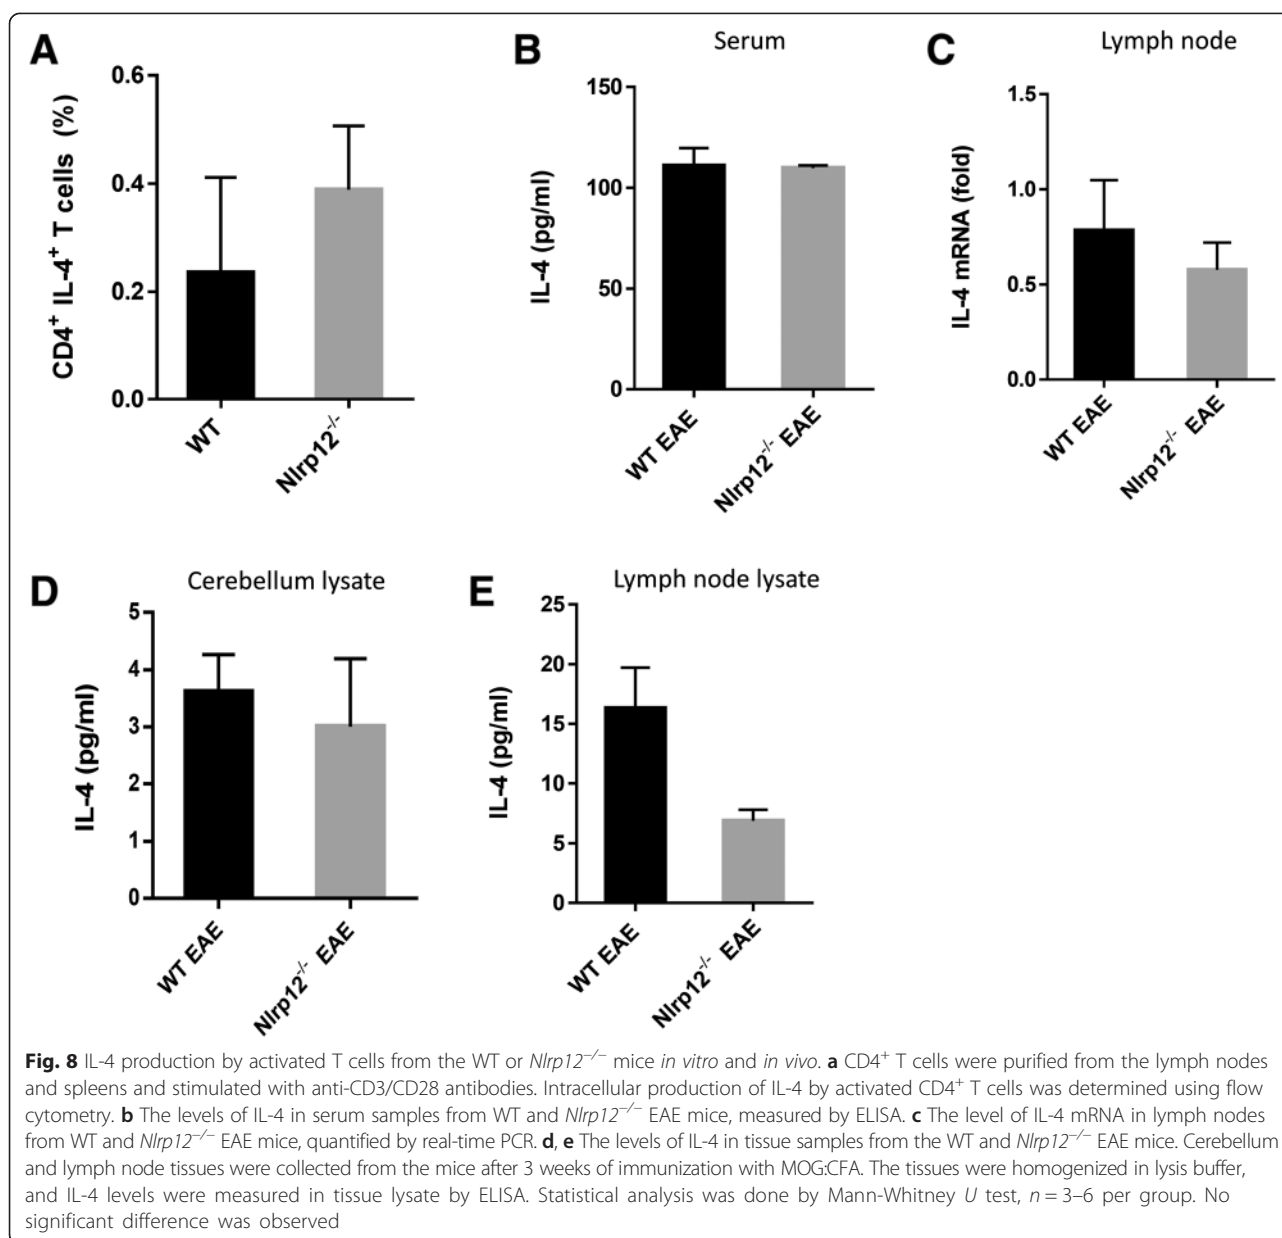 A
CD4⁺ IL-4⁺ T cells (%)
0.6
0.4
0.2
0.0
WT
Nlrp12⁻/⁻
B
Serum
IL-4 (pg/ml)
150
100
50
0
WT EAE
Nlrp12⁻/⁻ EAE
C
Lymph node
IL-4 mRNA (fold)
1.5
1.0
0.5
0.0
WT EAE
Nlrp12⁻/⁻ EAE
D
Cerebellum lysate
IL-4 (pg/ml)
5
4
3
2
1
0
WT EAE
Nlrp12⁻/⁻ EAE
E
Lymph node lysate
IL-4 (pg/ml)
25
20
15
10
5
0
WT EAE
Nlrp12⁻/⁻ EAE
Fig. 8 IL-4 production by activated T cells from the WT or Nlrp12⁻/⁻ mice in vitro and in vivo. a CD4⁺ T cells were purified from the lymph nodes
and spleens and stimulated with anti-CD3/CD28 antibodies. Intracellular production of IL-4 by activated CD4⁺ T cells was determined using flow
cytometry. b The levels of IL-4 in serum samples from WT and Nlrp12⁻/⁻ EAE mice, measured by ELISA. c The level of IL-4 mRNA in lymph nodes
from WT and Nlrp12⁻/⁻ EAE mice, quantified by real-time PCR. d, e The levels of IL-4 in tissue samples from the WT and Nlrp12⁻/⁻ EAE mice. Cerebellum
and lymph node tissues were collected from the mice after 3 weeks of immunization with MOG:CFA. The tissues were homogenized in lysis buffer,
and IL-4 levels were measured in tissue lysate by ELISA. Statistical analysis was done by Mann-Whitney U test, n = 3–6 per group. No
significant difference was observed